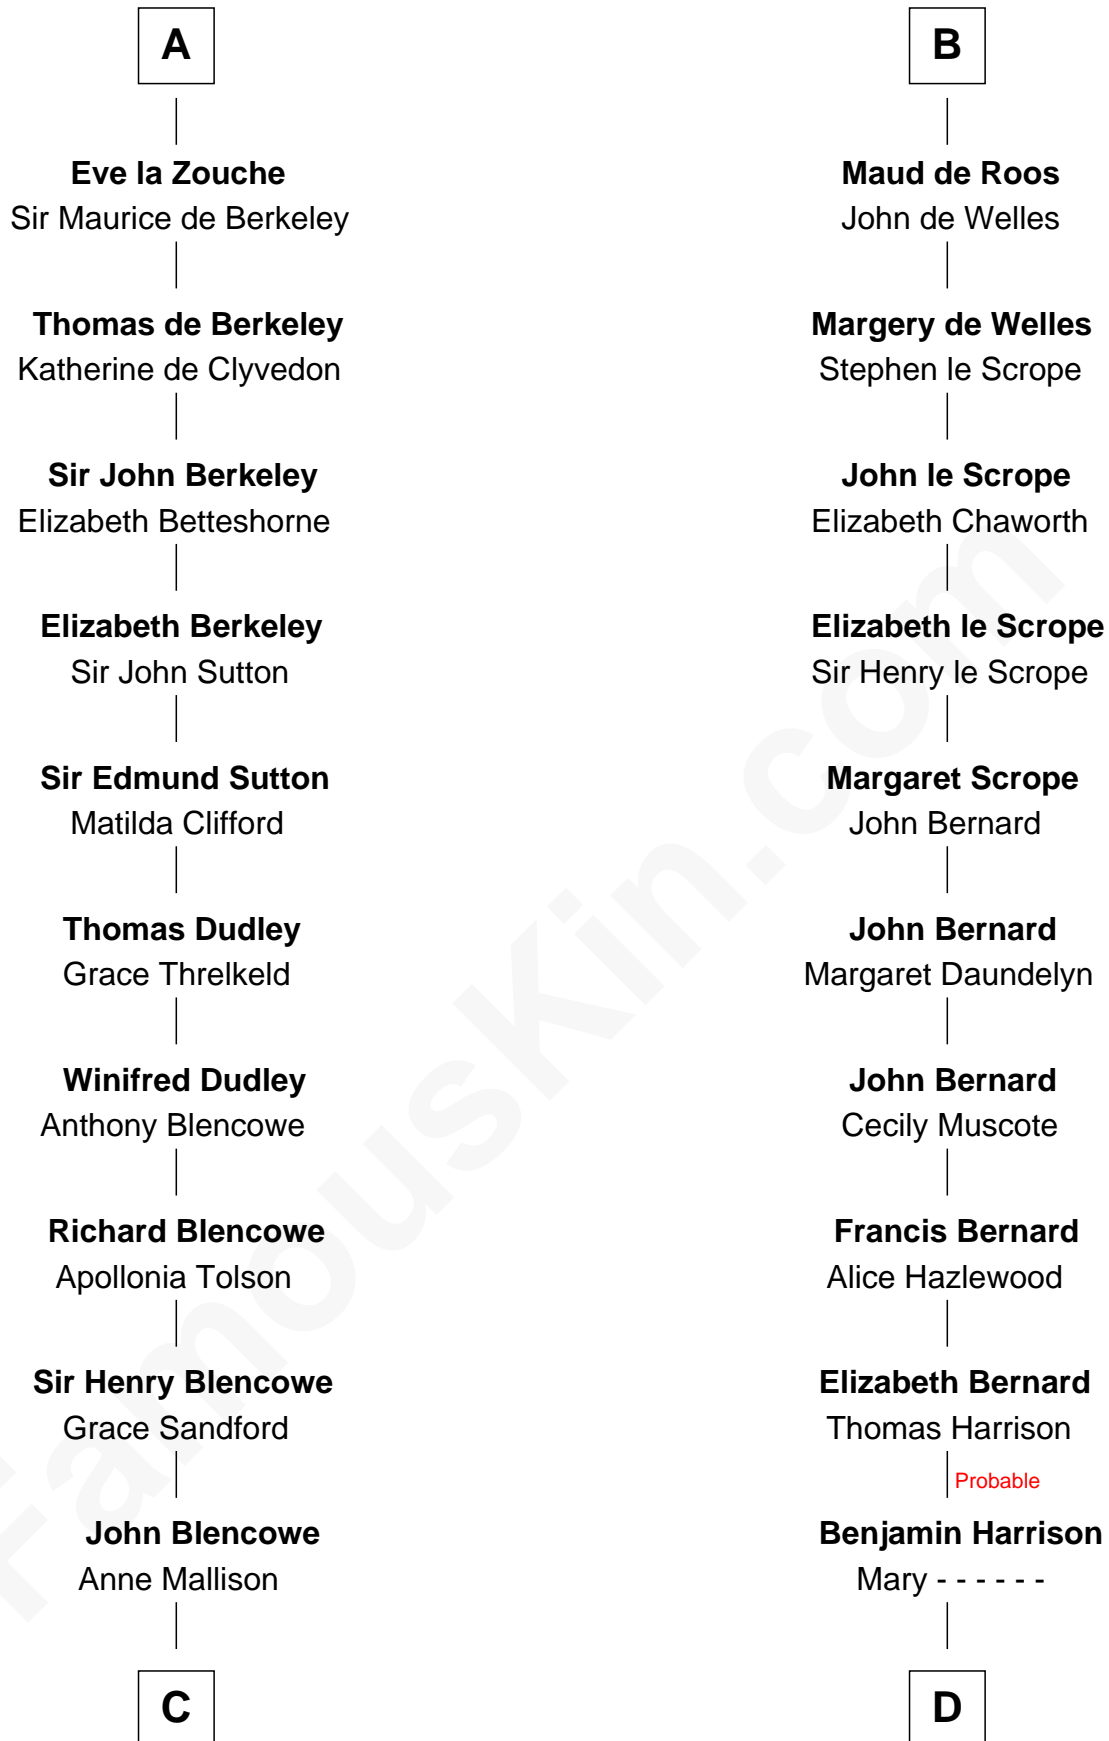 A
Eve la Zouche
Sir Maurice de Berkeley
Thomas de Berkeley
Katherine de Clyvedon
Sir John Berkeley
Elizabeth Betteshorne
Elizabeth Berkeley
Sir John Sutton
Sir Edmund Sutton
Matilda Clifford
Thomas Dudley
Grace Threlkeld
Winifred Dudley
Anthony Blencowe
Richard Blencowe
Apollonia Tolson
Sir Henry Blencowe
Grace Sandford
John Blencowe
Anne Mallison
C
B
Maud de Roos
John de Welles
Margery de Welles
Stephen le Scrope
John le Scrope
Elizabeth Chaworth
Elizabeth le Scrope
Sir Henry le Scrope
Margaret Scrope
John Bernard
John Bernard
Margaret Daundelyn
John Bernard
Cecily Muscote
Francis Bernard
Alice Hazlewood
Elizabeth Bernard
Thomas Harrison
Probable
Benjamin Harrison
Mary - - - - - -
D
FamousKin.com